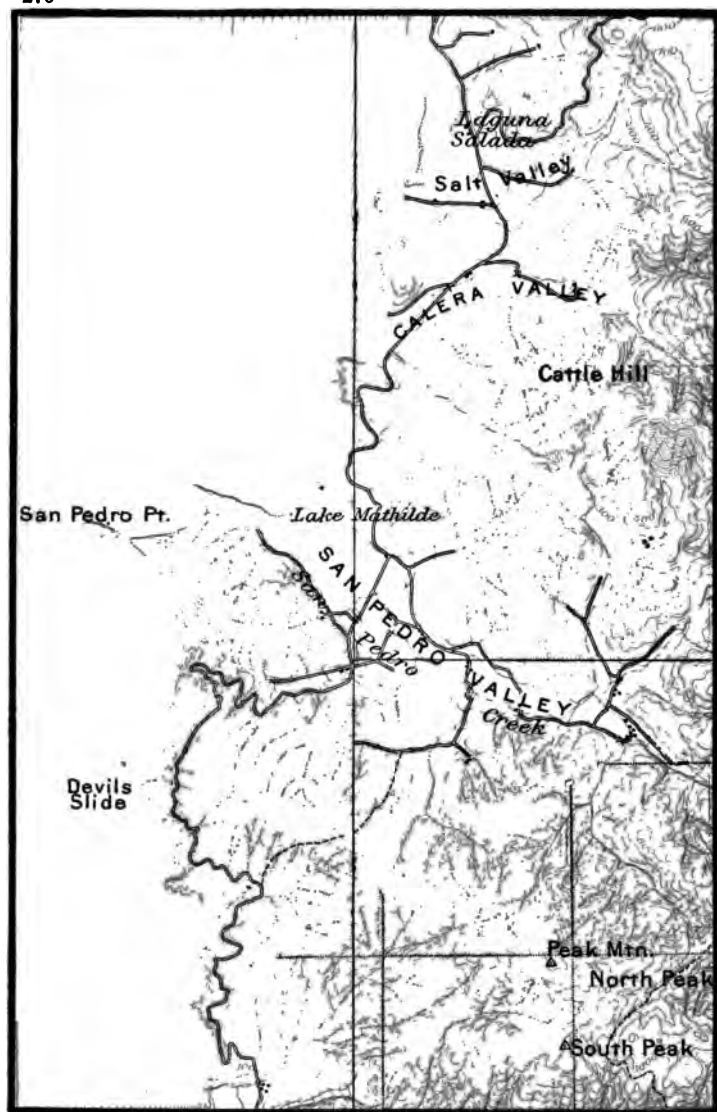 Laguna
Salada
Salt Valley
CALERA VALLEY
Cattle Hill
San Pedro Pt.
Lake Mathilde
SAN PEDRO VALLEY
San Pedro Creek
Devils
Slide
Peak Mtn.
North Peak
South Peak